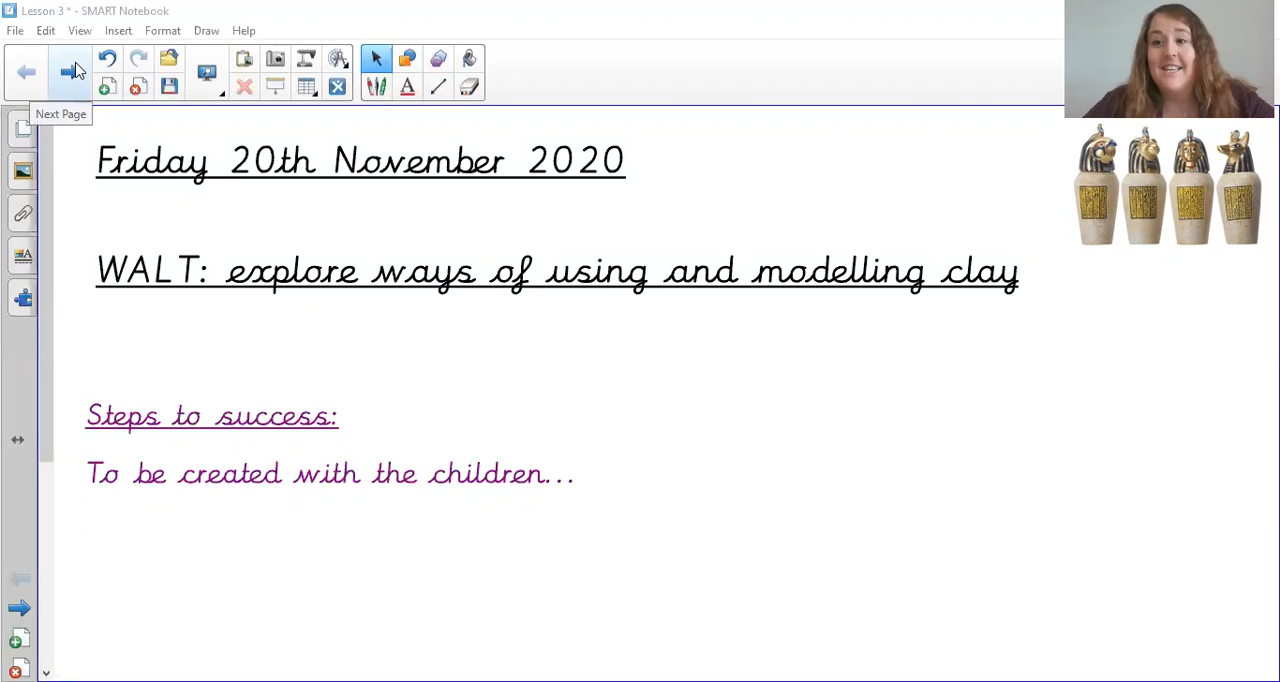 Lesson 3 * - SMART Notebook
File Edit View Insert Format Draw Help
Next Page
Friday 20th November 2020
WALT: explore ways of using and modelling clay
Steps to success:
To be created with the children...